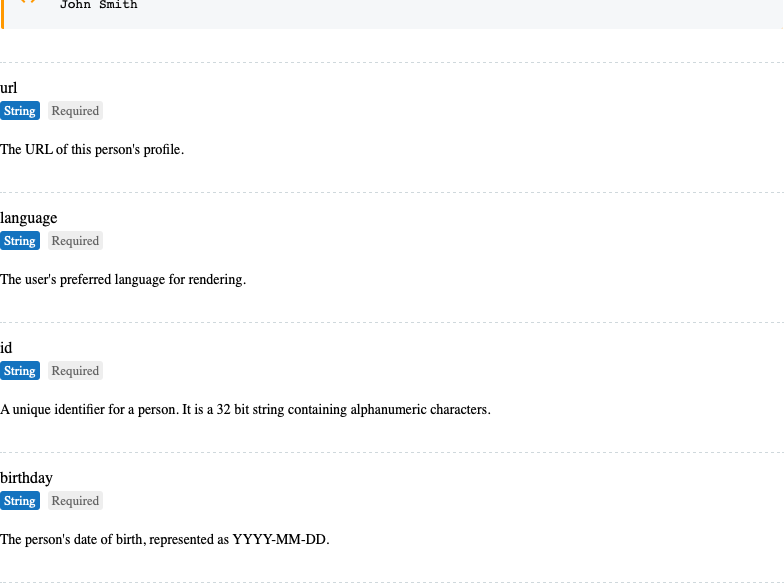 John Smith
url
String Required
The URL of this person's profile.
language
String Required
The user's preferred language for rendering.
id
String Required
A unique identifier for a person. It is a 32 bit string containing alphanumeric characters.
birthday
String Required
The person's date of birth, represented as YYYY-MM-DD.